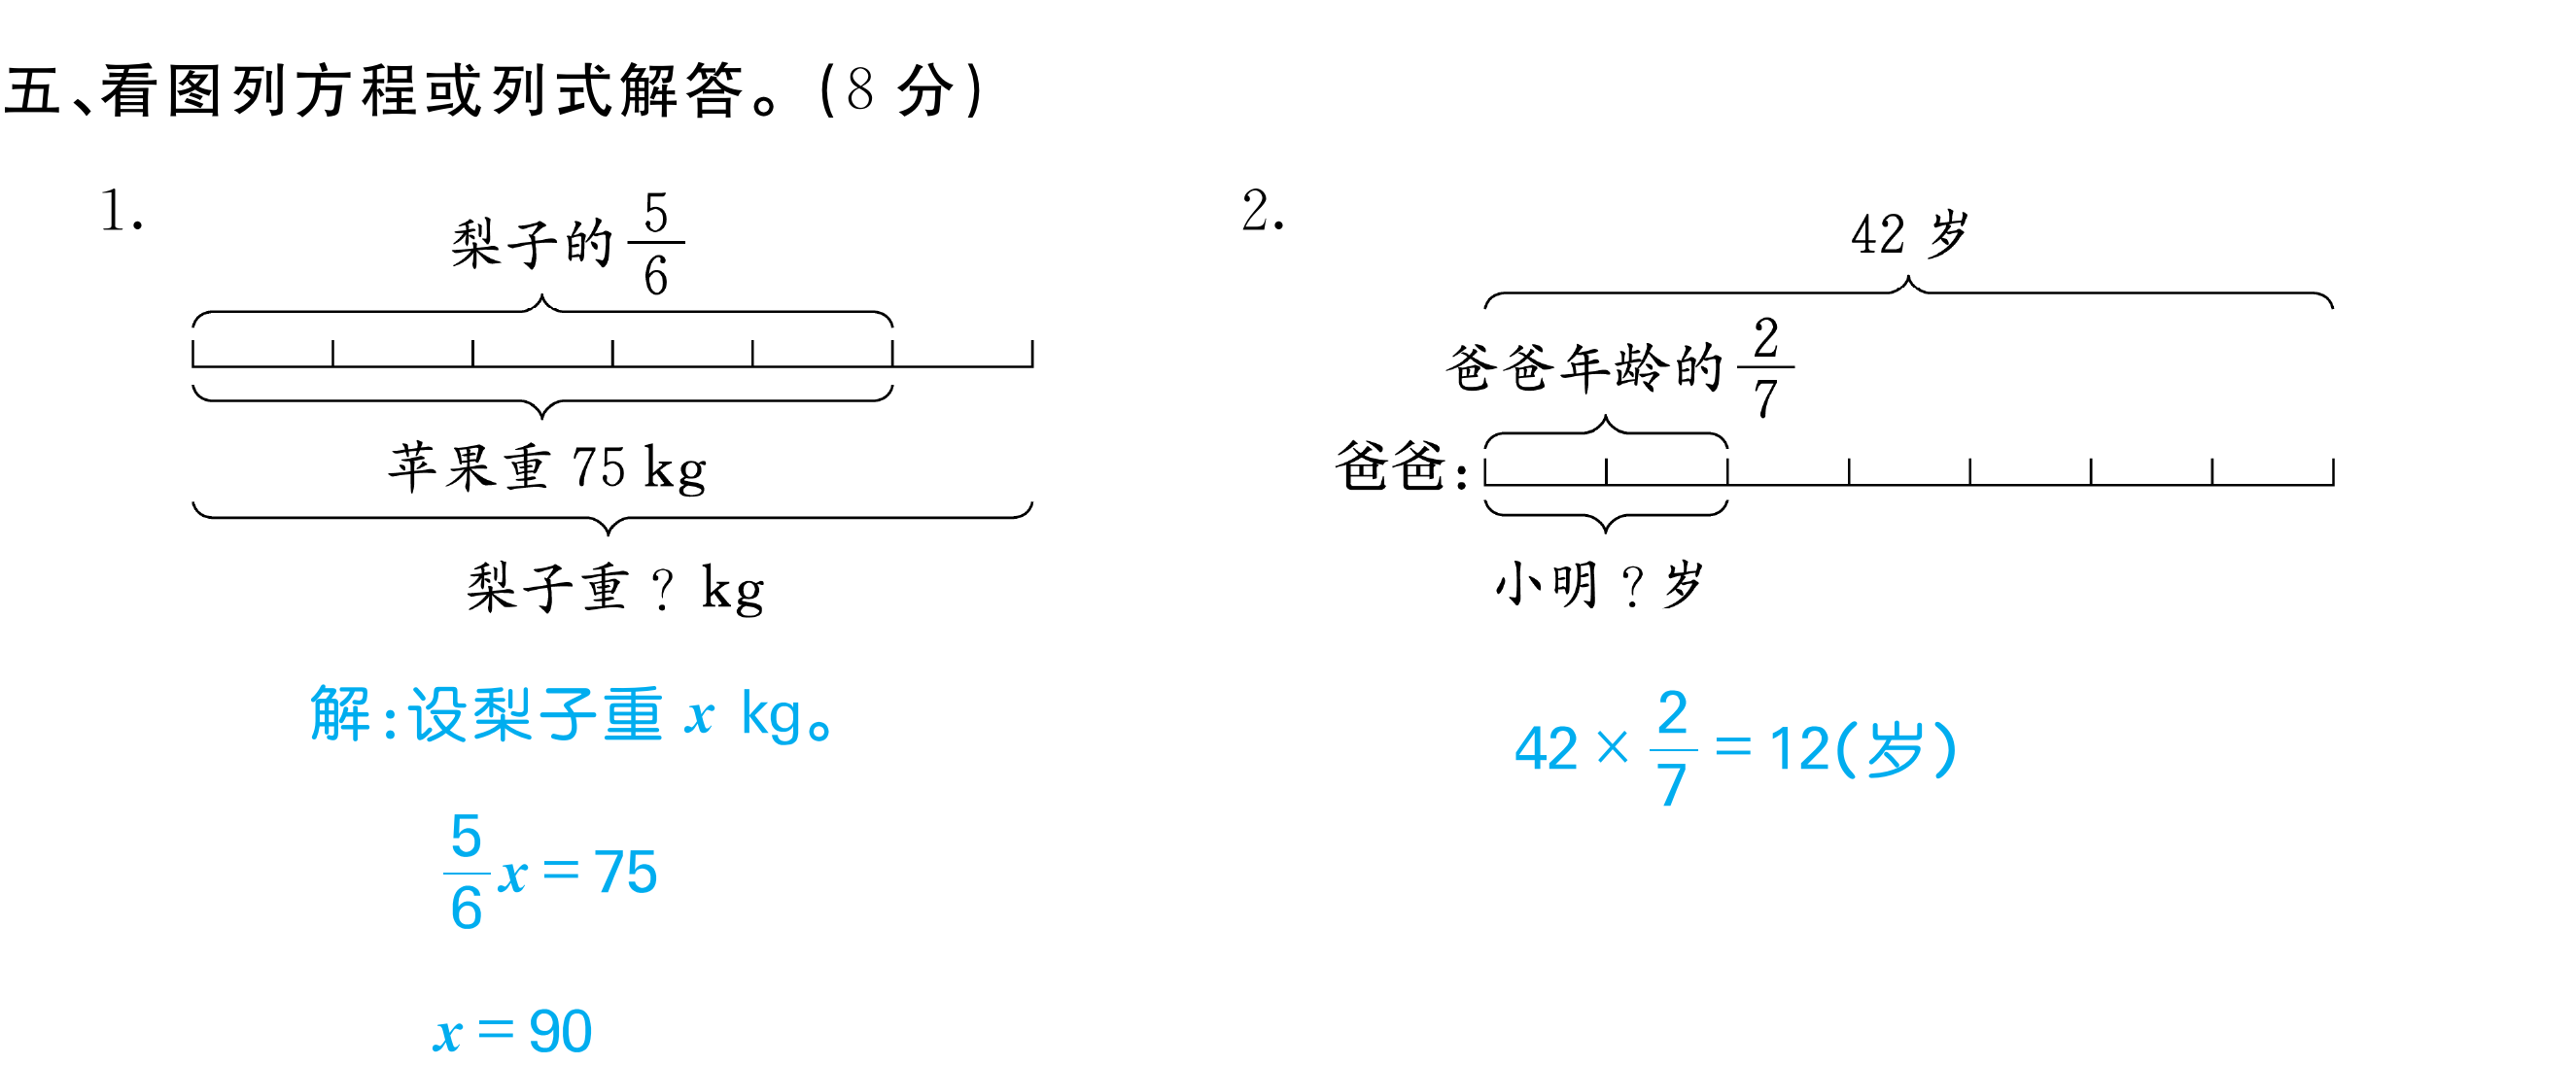 五、看图列方程或列式解答。(8 分)
1.
梨子的 5/6
苹果重 75 kg
梨子重？kg
解:设梨子重 x kg。
5/6 x = 75
x = 90
2.
42 岁
爸爸年龄的 2/7
爸爸:
小明？岁
42 × 2/7 = 12(岁)